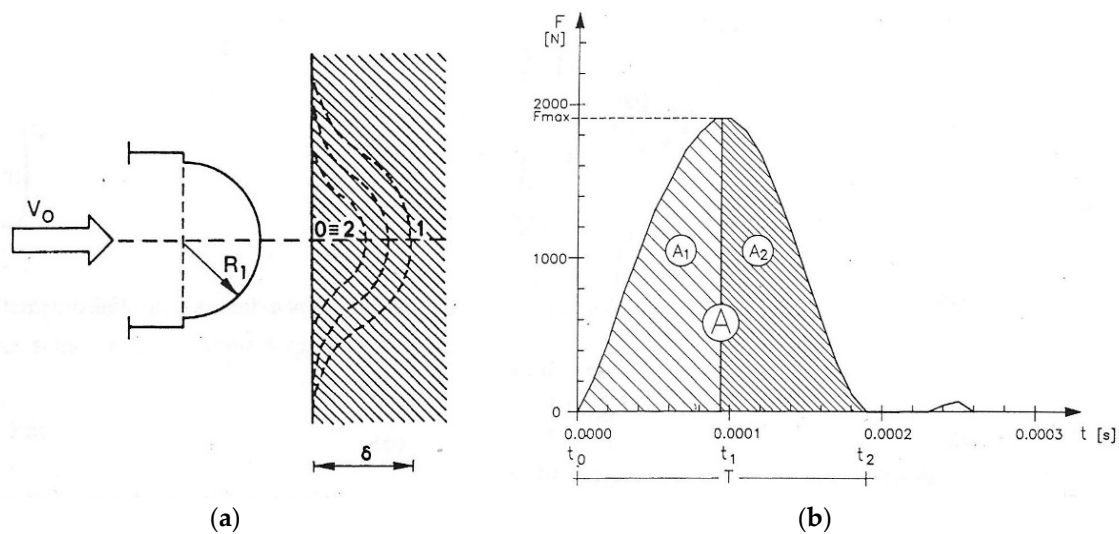 V₀
R₁
0≡2
1
δ
(a)
F
[N]
2000
Fmax
1000
0
A₁
A₂
A
0.0000
0.0001
0.0002
0.0003
t [s]
t₀
t₁
t₂
T
(b)